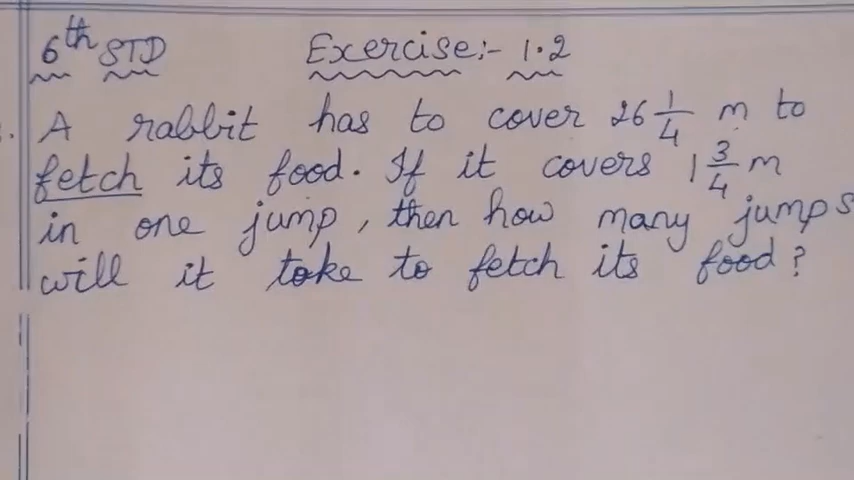 6th STD Exercise:- 1.2
A rabbit has to cover 26 1/4 m to
fetch its food. If it covers 1 3/4 m
in one jump, then how many jumps
will it take to fetch its food?